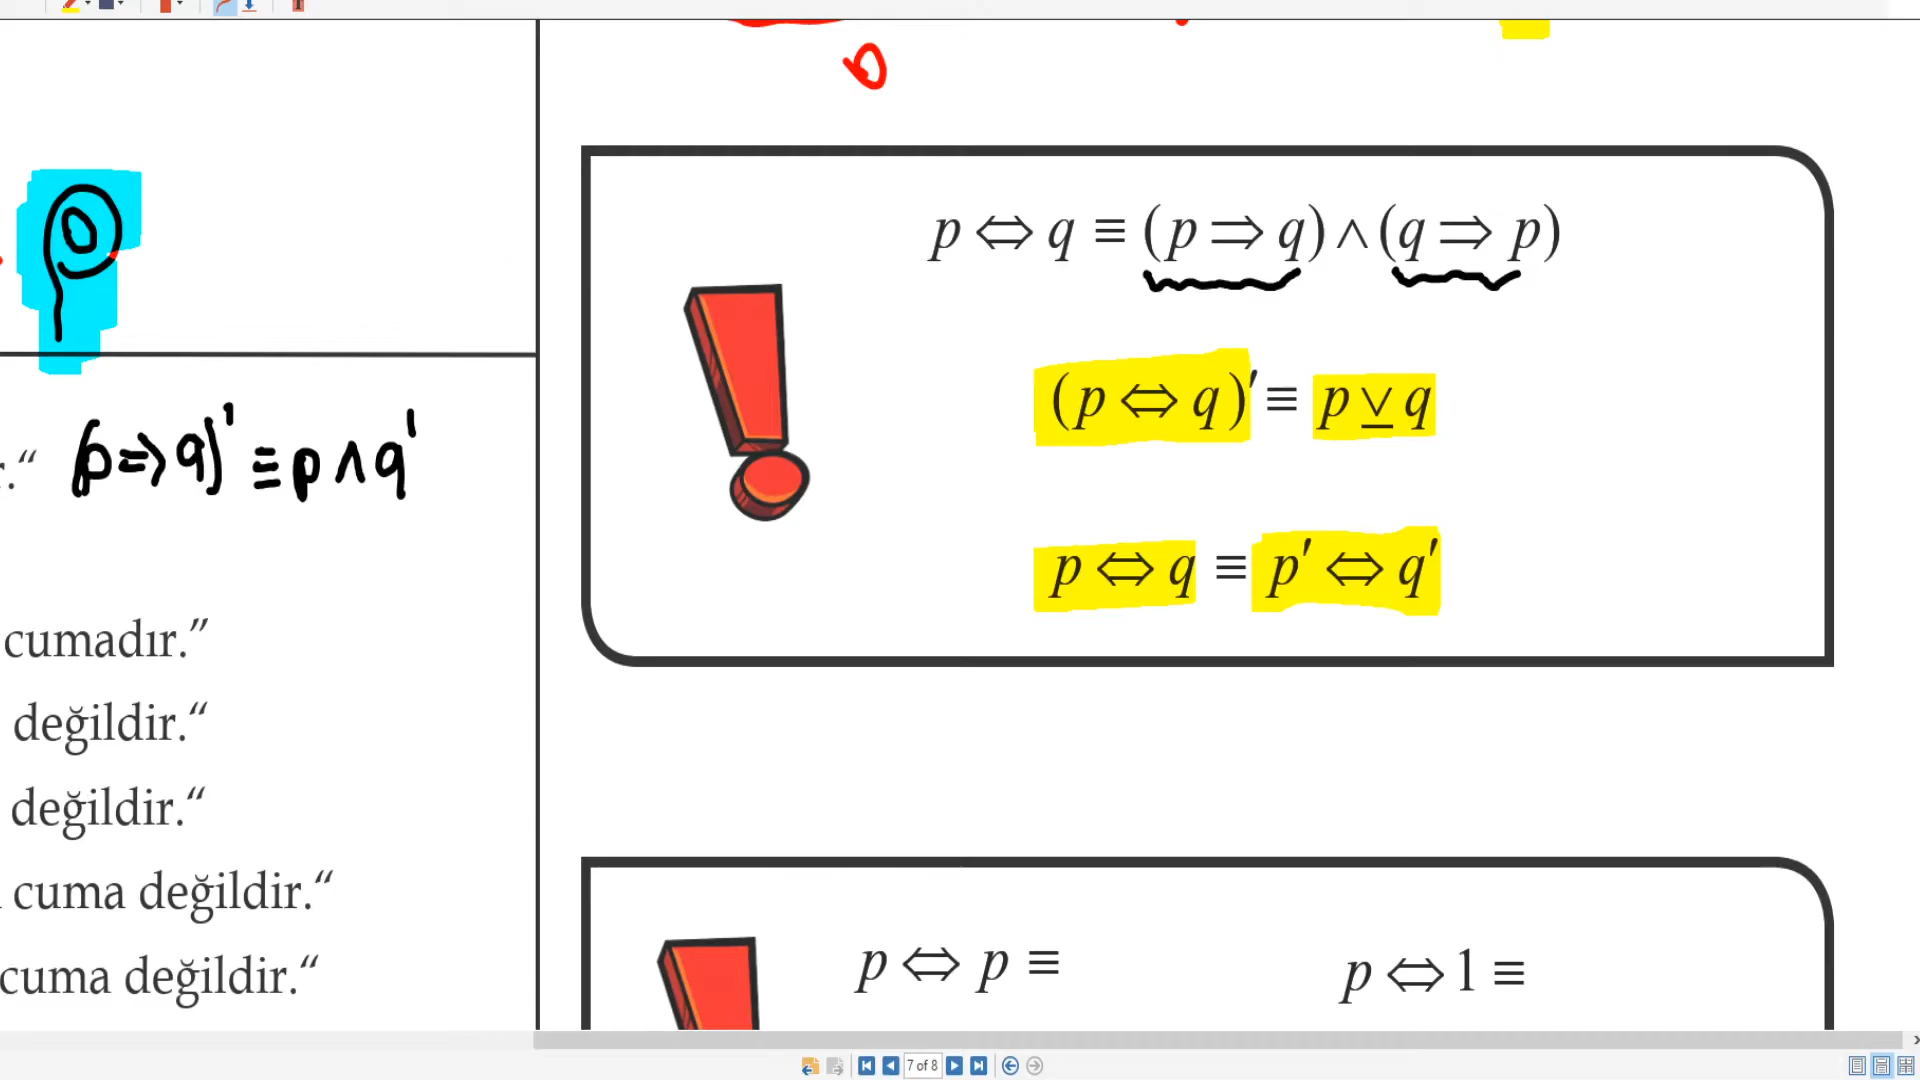 p
r.“ (p⇒q)' ≡ p ∧ q'
cumadır.”
değildir.“
değildir.“
cuma değildir.“
cuma değildir.“
p ⇔ q ≡ (p ⇒ q) ∧ (q ⇒ p)
(p ⇔ q)′ ≡ p ⊻ q
p ⇔ q ≡ p′ ⇔ q′
p ⇔ p ≡
p ⇔ 1 ≡
7 of 8